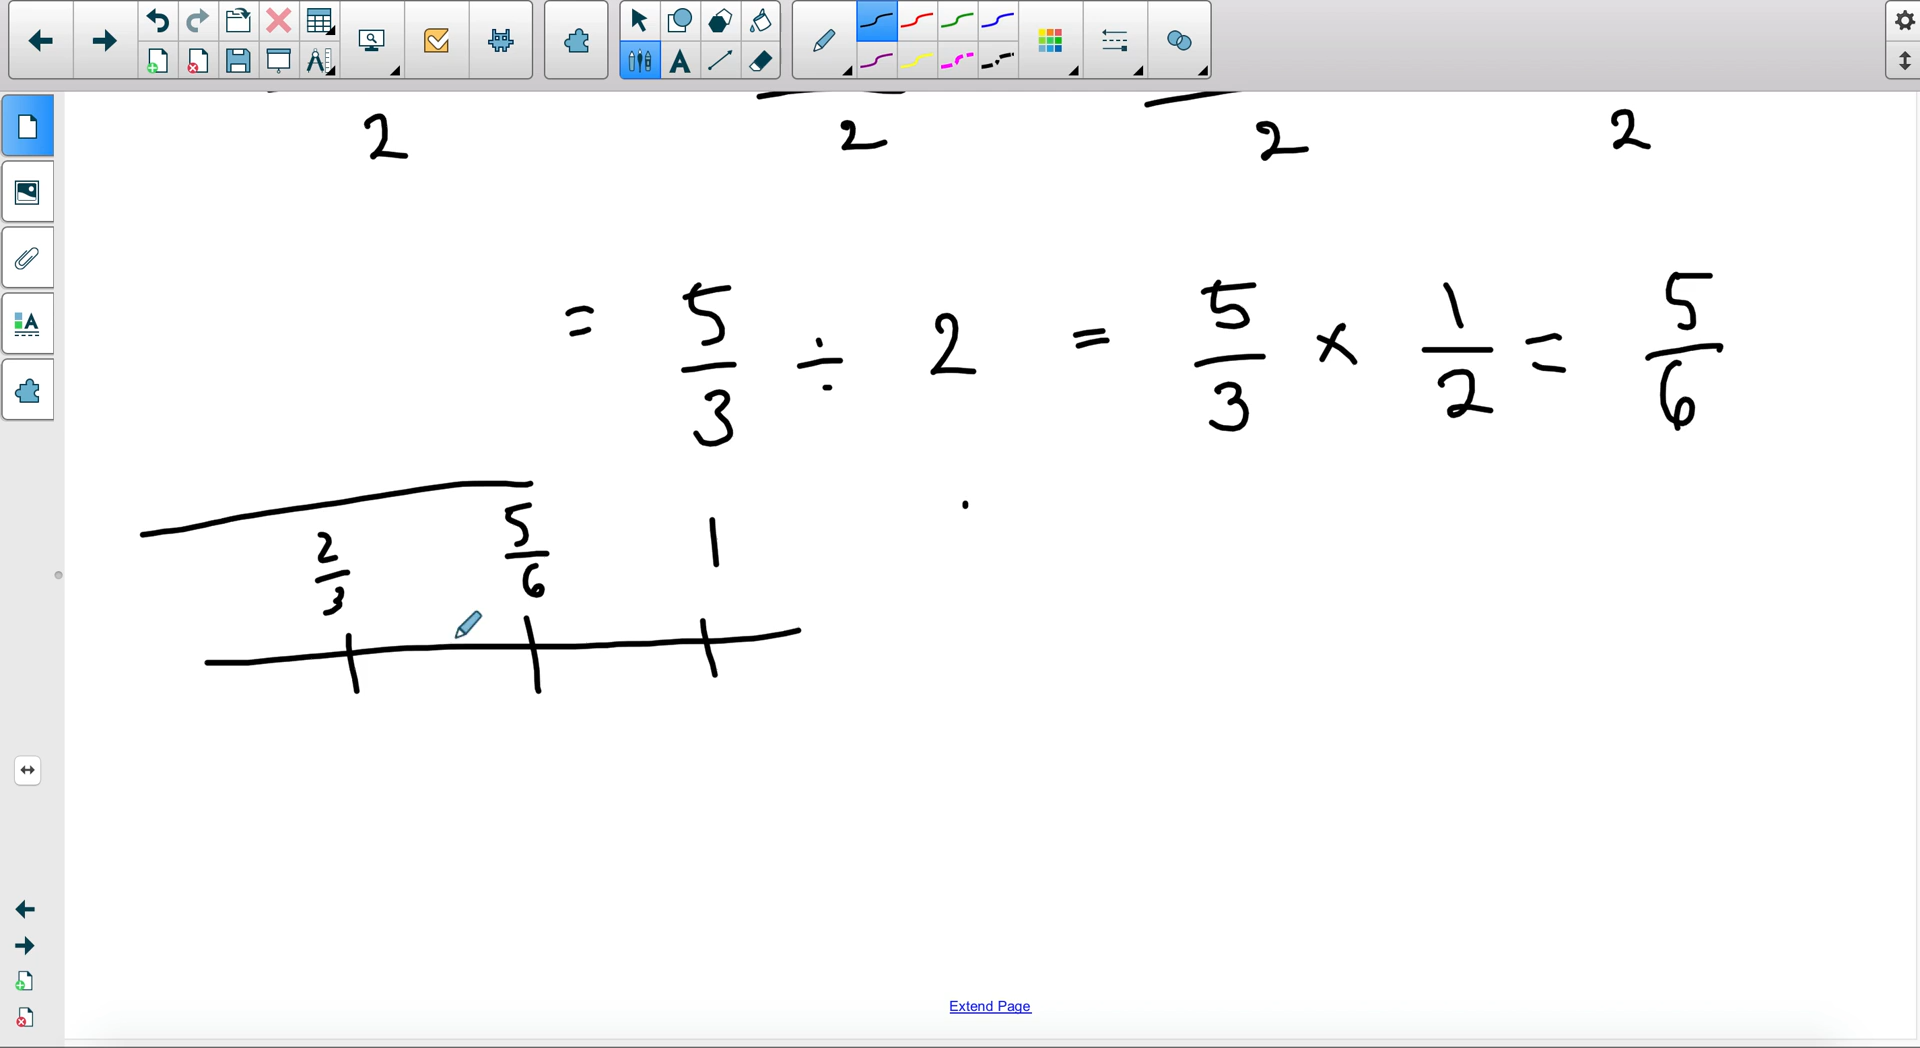 2 2 2 2
= 5/3 ÷ 2 = 5/3 × 1/2 = 5/6
2/3 5/6 1
Extend Page